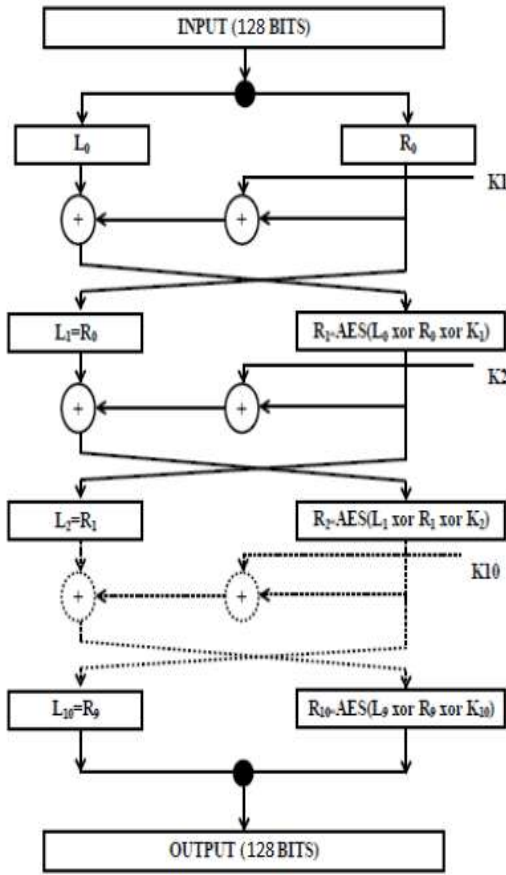 INPUT (128 BITS)
L₀
R₀
K1
+
+
L₁=R₀
R₁=AES(L₀ xor R₀ xor K₁)
K2
+
+
L₂=R₁
R₂=AES(L₁ xor R₁ xor K₂)
K10
+
+
L₁₀=R₉
R₁₀=AES(L₉ xor R₉ xor K₁₀)
OUTPUT (128 BITS)